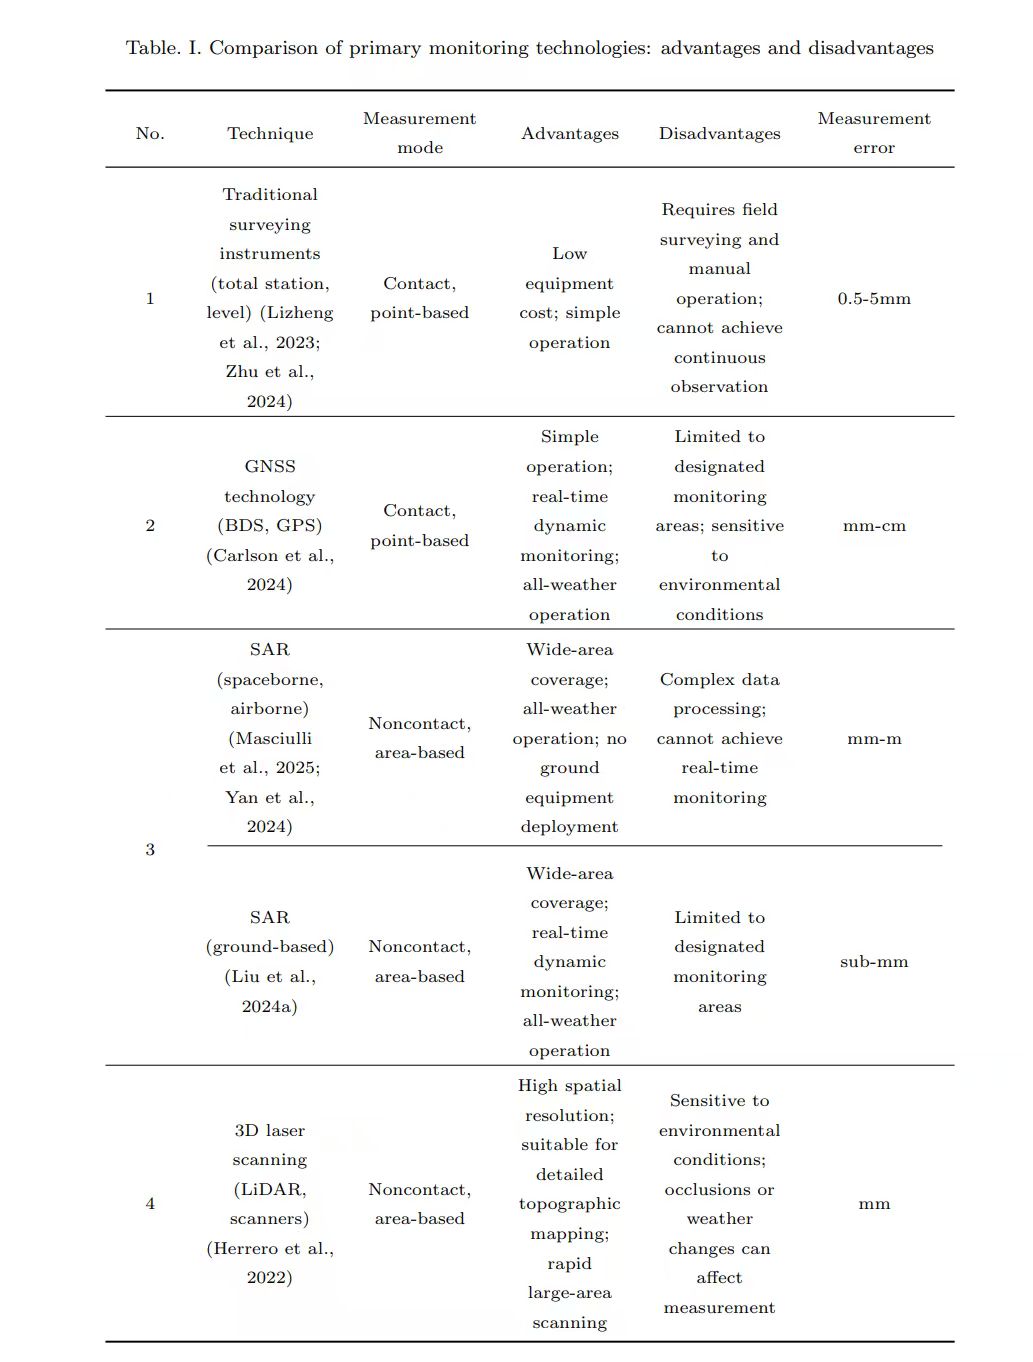 Table. I. Comparison of primary monitoring technologies: advantages and disadvantages
No.
Technique
Measurement
mode
Advantages
Disadvantages
Measurement
error
1
Traditional
surveying
instruments
(total station,
level) (Lizheng
et al., 2023;
Zhu et al.,
2024)
Contact,
point-based
Low
equipment
cost; simple
operation
Requires field
surveying and
manual
operation;
cannot achieve
continuous
observation
0.5-5mm
2
GNSS
technology
(BDS, GPS)
(Carlson et al.,
2024)
Contact,
point-based
Simple
operation;
real-time
dynamic
monitoring;
all-weather
operation
Limited to
designated
monitoring
areas; sensitive
to
environmental
conditions
mm-cm
3
SAR
(spaceborne,
airborne)
(Masciulli
et al., 2025;
Yan et al.,
2024)
Noncontact,
area-based
Wide-area
coverage;
all-weather
operation; no
ground
equipment
deployment
Complex data
processing;
cannot achieve
real-time
monitoring
mm-m
SAR
(ground-based)
(Liu et al.,
2024a)
Noncontact,
area-based
Wide-area
coverage;
real-time
dynamic
monitoring;
all-weather
operation
Limited to
designated
monitoring
areas
sub-mm
4
3D laser
scanning
(LiDAR,
scanners)
(Herrero et al.,
2022)
Noncontact,
area-based
High spatial
resolution;
suitable for
detailed
topographic
mapping;
rapid
large-area
scanning
Sensitive to
environmental
conditions;
occlusions or
weather
changes can
affect
measurement
mm